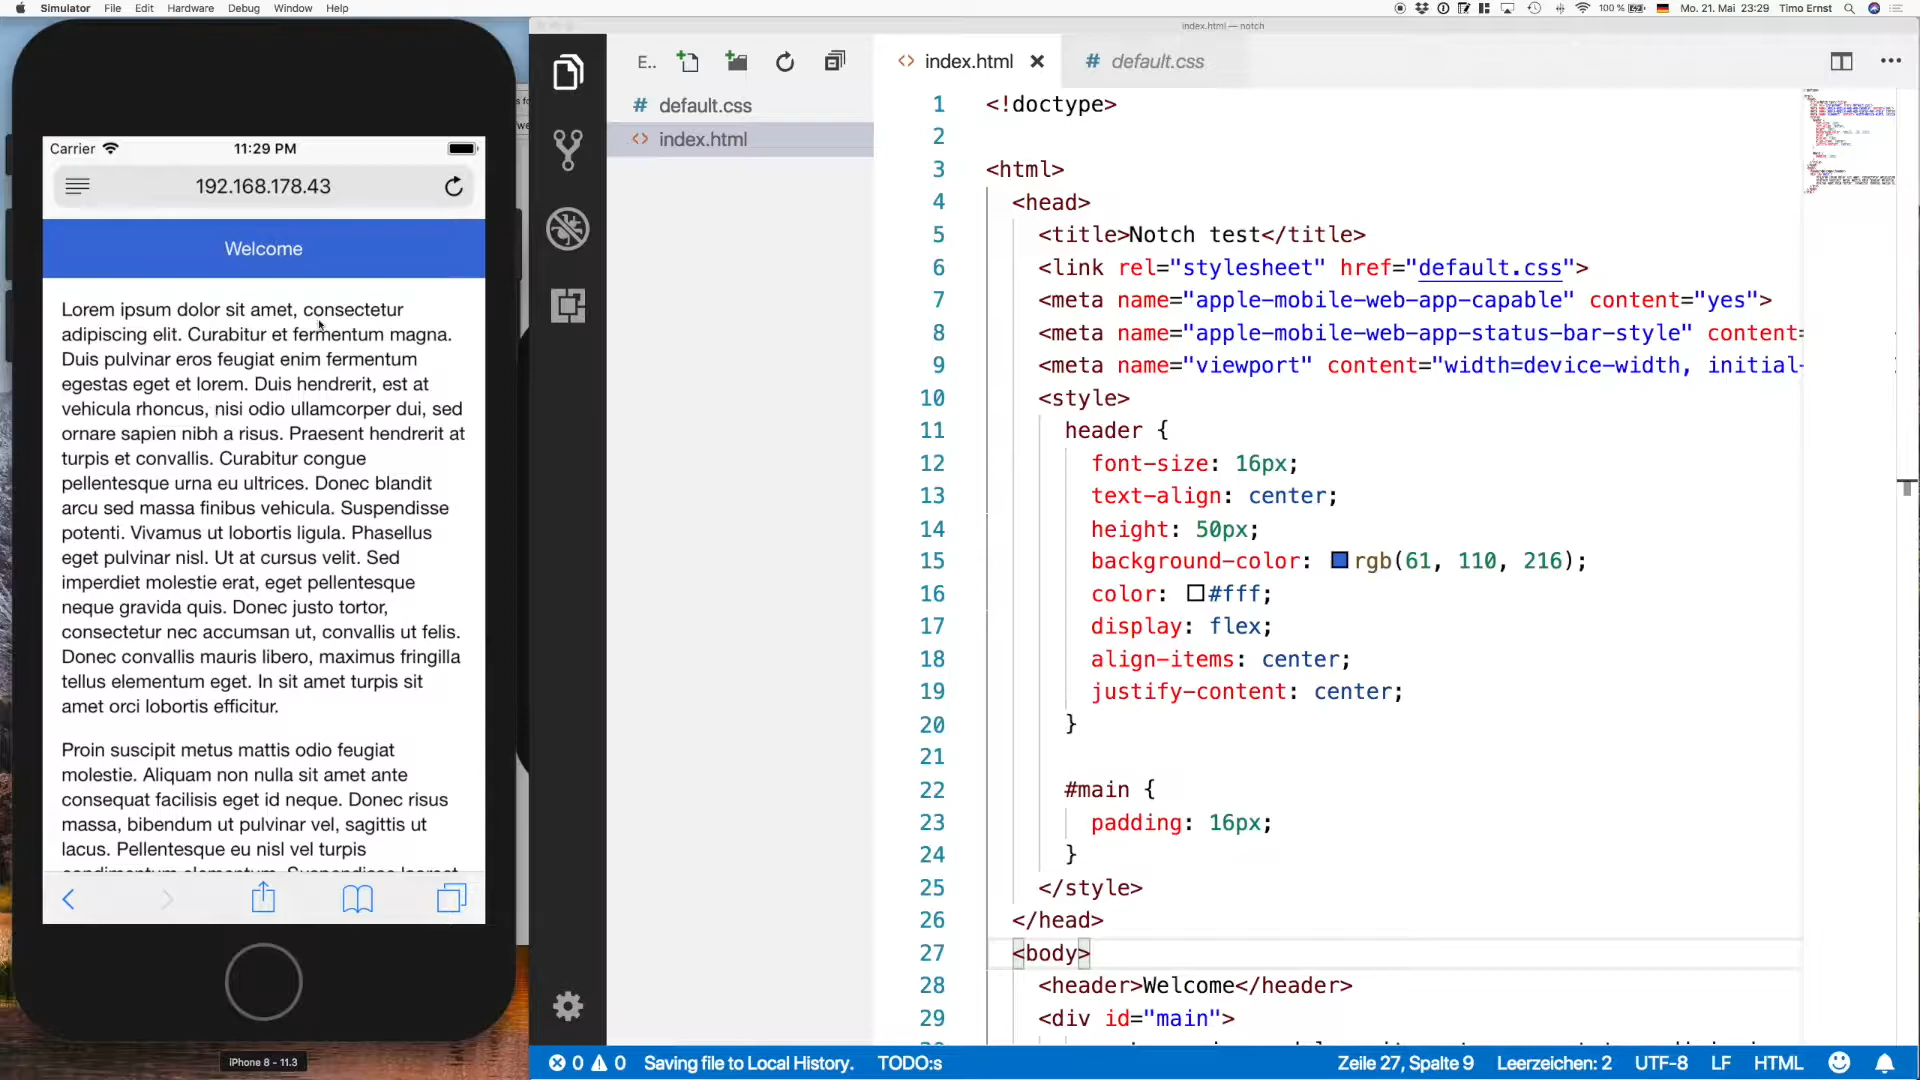 Simulator File Edit Hardware Debug Window Help
100 % Mo. 21. Mai 23:29 Timo Ernst
index.html — notch
Carrier 11:29 PM
192.168.178.43
Welcome
Lorem ipsum dolor sit amet, consectetur
adipiscing elit. Curabitur et fermentum magna.
Duis pulvinar eros feugiat enim fermentum
egestas eget et lorem. Duis hendrerit, est at
vehicula rhoncus, nisi odio ullamcorper dui, sed
ornare sapien nibh a risus. Praesent hendrerit at
turpis et convallis. Curabitur congue
pellentesque urna eu ultrices. Donec blandit
arcu sed massa finibus vehicula. Suspendisse
potenti. Vivamus ut lobortis ligula. Phasellus
eget pulvinar nisl. Ut at cursus velit. Sed
imperdiet molestie erat, eget pellentesque
neque gravida quis. Donec justo tortor,
consectetur nec accumsan ut, convallis ut felis.
Donec convallis mauris libero, maximus fringilla
tellus elementum eget. In sit amet turpis sit
amet orci lobortis efficitur.
Proin suscipit metus mattis odio feugiat
molestie. Aliquam non nulla sit amet ante
consequat facilisis eget id neque. Donec risus
massa, bibendum ut pulvinar vel, sagittis ut
lacus. Pellentesque eu nisl vel turpis
iPhone 8 - 11.3
E..
# default.css
<> index.html
<> index.html
# default.css
1 <!doctype>
2
3 <html>
4 <head>
5 <title>Notch test</title>
6 <link rel="stylesheet" href="default.css">
7 <meta name="apple-mobile-web-app-capable" content="yes">
8 <meta name="apple-mobile-web-app-status-bar-style" content=
9 <meta name="viewport" content="width=device-width, initial-
10 <style>
11 header {
12 font-size: 16px;
13 text-align: center;
14 height: 50px;
15 background-color: rgb(61, 110, 216);
16 color: #fff;
17 display: flex;
18 align-items: center;
19 justify-content: center;
20 }
21
22 #main {
23 padding: 16px;
24 }
25 </style>
26 </head>
27 <body>
28 <header>Welcome</header>
29 <div id="main">
0 0 Saving file to Local History. TODO:s Zeile 27, Spalte 9 Leerzeichen: 2 UTF-8 LF HTML